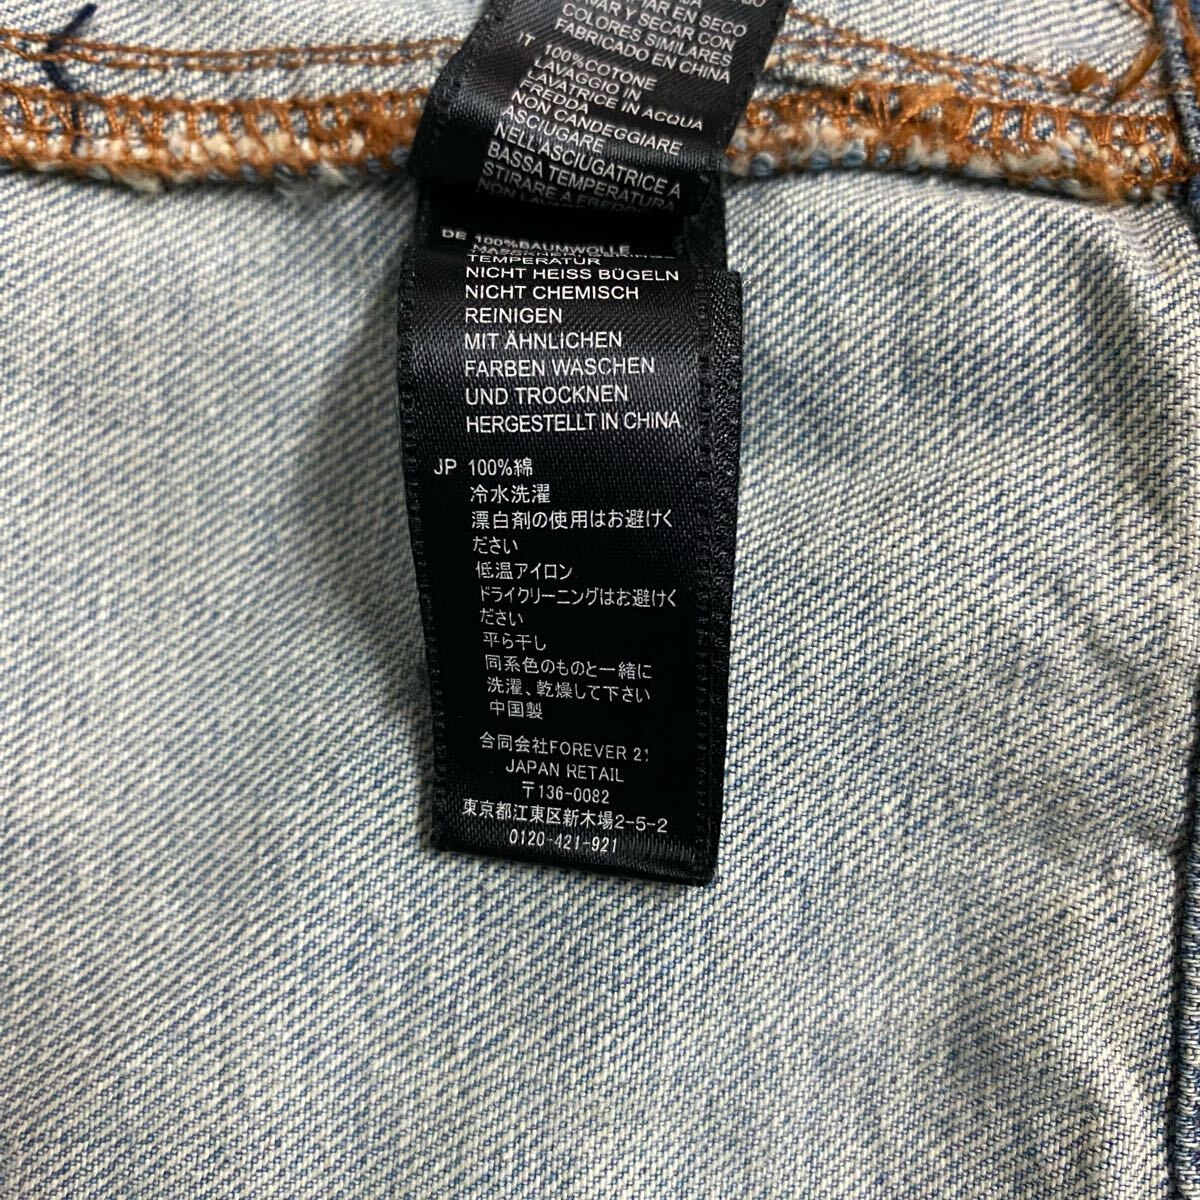 EN SECO
Y SECAR CON
COLORES SIMILARES
FABRICADO EN CHINA
IT 100%COTONE
LAVAGGIO IN
LAVATRICE IN ACQUA
FREDDA
NON CANDEGGIARE
ASCIUGARE
NELL'ASCIUGATRICE A
BASSA TEMPERATURA
STIRARE A FREDDO
DE 100%BAUMWOLLE
TEMPERATUR
NICHT HEISS BÜGELN
NICHT CHEMISCH
REINIGEN
MIT ÄHNLICHEN
FARBEN WASCHEN
UND TROCKNEN
HERGESTELLT IN CHINA
JP 100%綿
冷水洗濯
漂白剤の使用はお避けく
ださい
低温アイロン
ドライクリーニングはお避けく
ださい
平ら干し
同系色のものと一緒に
洗濯、乾燥して下さい
中国製
合同会社FOREVER 21
JAPAN RETAIL
〒136-0082
東京都江東区新木場2-5-2
0120-421-921